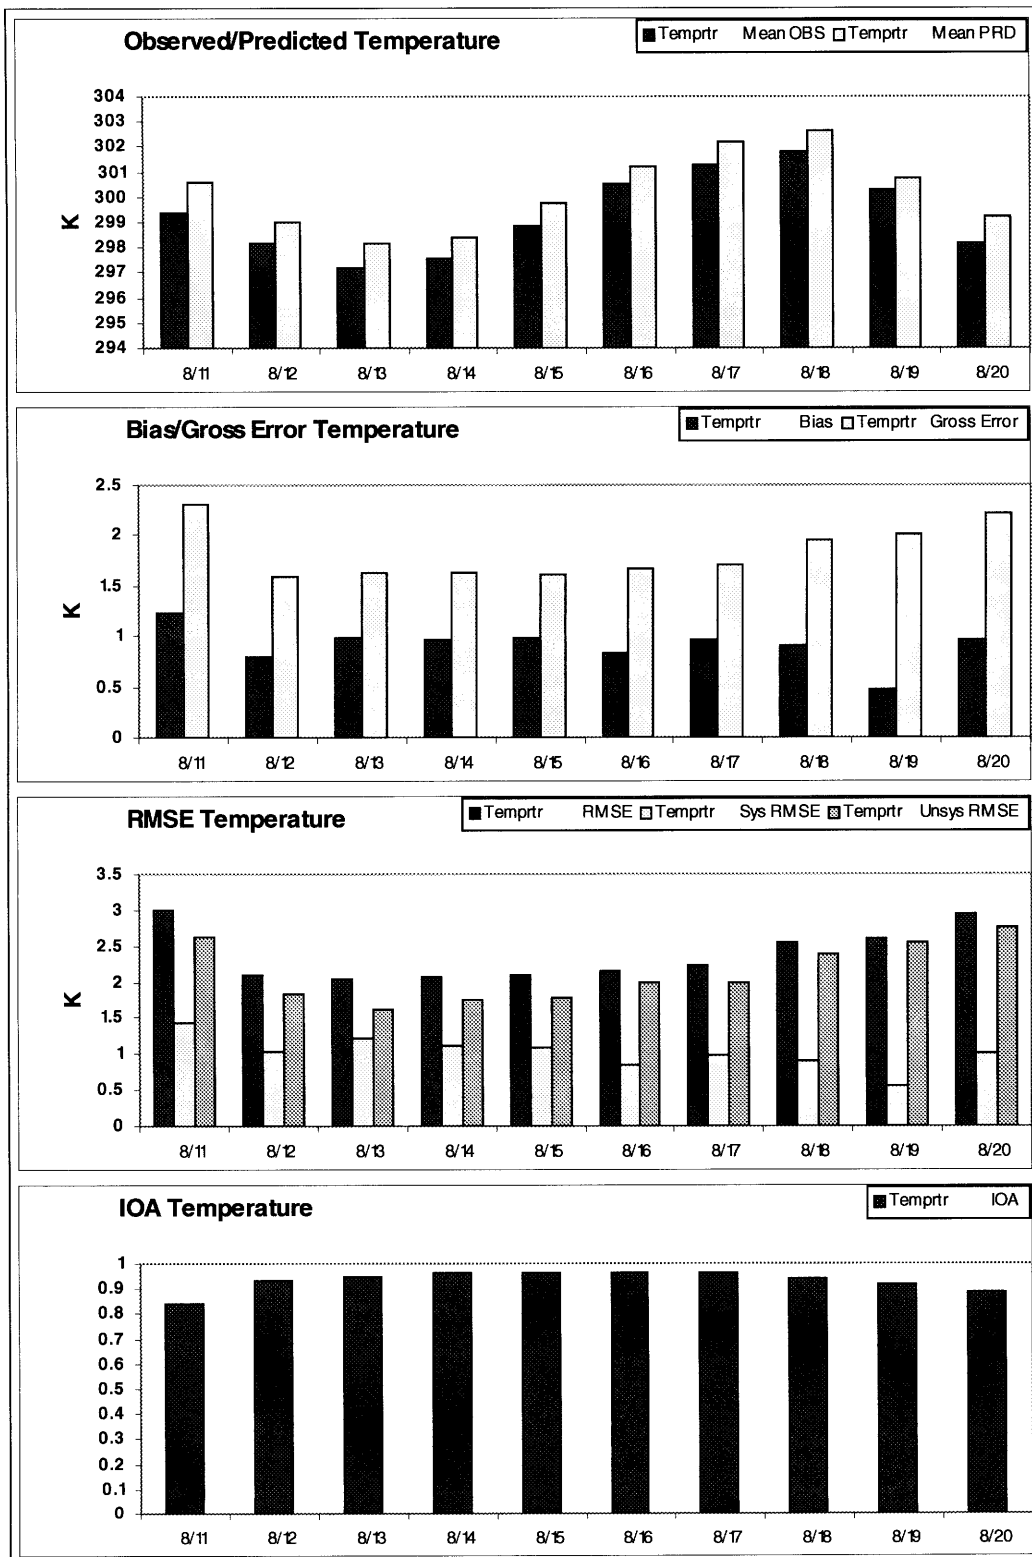 Observed/Predicted Temperature
Temprtr Mean OBS Temprtr Mean PRD
304
303
302
301
300
299
298
297
296
295
294
K
8/11 8/12 8/13 8/14 8/15 8/16 8/17 8/18 8/19 8/20
Bias/Gross Error Temperature
Temprtr Bias Temprtr Gross Error
2.5
2
1.5
1
0.5
0
K
8/11 8/12 8/13 8/14 8/15 8/16 8/17 8/18 8/19 8/20
RMSE Temperature
Temprtr RMSE Temprtr Sys RMSE Temprtr Unsys RMSE
3.5
3
2.5
2
1.5
1
0.5
0
K
8/11 8/12 8/13 8/14 8/15 8/16 8/17 8/18 8/19 8/20
IOA Temperature
Temprtr IOA
1
0.9
0.8
0.7
0.6
0.5
0.4
0.3
0.2
0.1
0
8/11 8/12 8/13 8/14 8/15 8/16 8/17 8/18 8/19 8/20